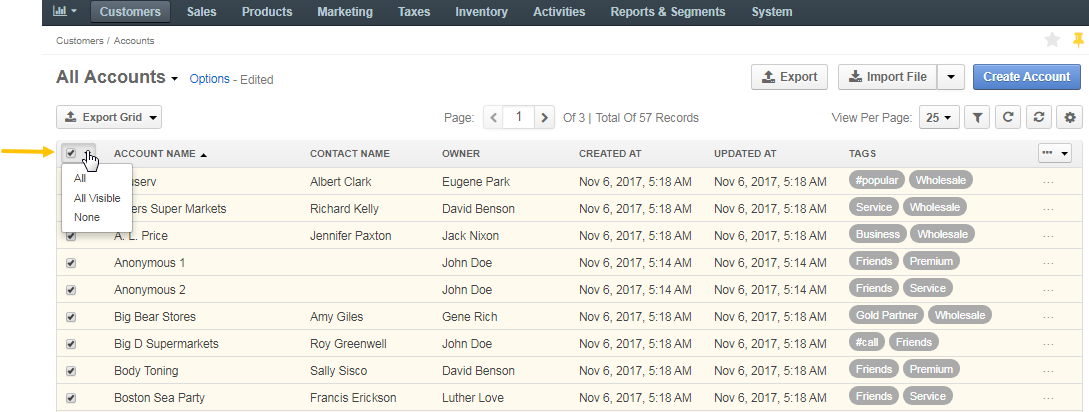 Customers Sales Products Marketing Taxes Inventory Activities Reports & Segments System
Customers / Accounts
All Accounts Options - Edited Export Import File Create Account
Export Grid Page: 1 Of 3 | Total Of 57 Records View Per Page: 25
ACCOUNT NAME CONTACT NAME OWNER CREATED AT UPDATED AT TAGS
All
All Visible
None
Albert Clark Eugene Park Nov 6, 2017, 5:18 AM Nov 6, 2017, 5:18 AM #popular Wholesale
Super Markets Richard Kelly David Benson Nov 6, 2017, 5:18 AM Nov 6, 2017, 5:18 AM Service Wholesale
A. L. Price Jennifer Paxton Jack Nixon Nov 6, 2017, 5:18 AM Nov 6, 2017, 5:18 AM Business Wholesale
Anonymous 1 John Doe Nov 6, 2017, 5:14 AM Nov 6, 2017, 5:14 AM Friends Premium
Anonymous 2 John Doe Nov 6, 2017, 5:14 AM Nov 6, 2017, 5:14 AM Friends Service
Big Bear Stores Amy Giles Gene Rich Nov 6, 2017, 5:18 AM Nov 6, 2017, 5:18 AM Gold Partner Wholesale
Big D Supermarkets Roy Greenwell John Doe Nov 6, 2017, 5:18 AM Nov 6, 2017, 5:18 AM #call Friends
Body Toning Sally Sisco David Benson Nov 6, 2017, 5:18 AM Nov 6, 2017, 5:18 AM Friends Premium
Boston Sea Party Francis Erickson Luther Love Nov 6, 2017, 5:18 AM Nov 6, 2017, 5:18 AM Friends Service